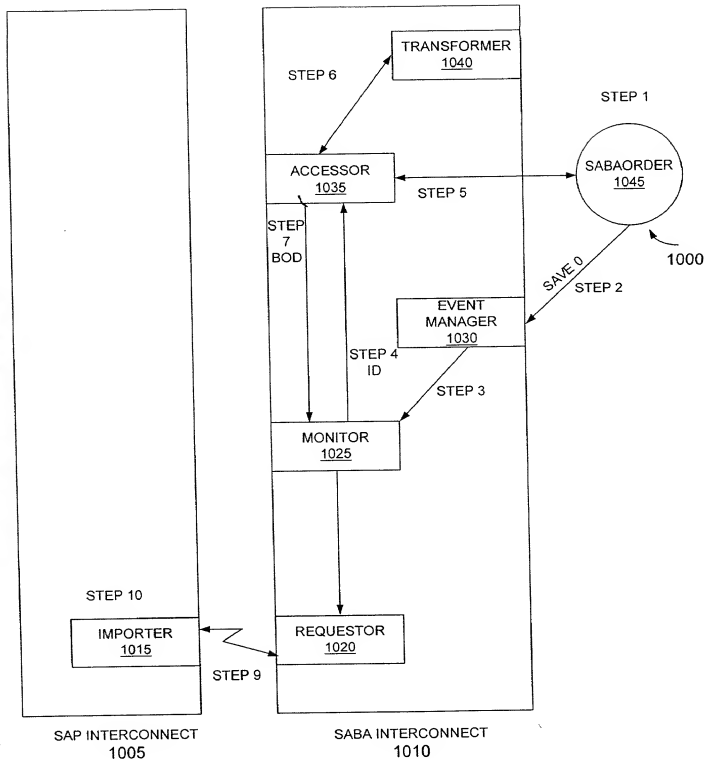 TRANSFORMER
1040
STEP 6
STEP 1
ACCESSOR
1035
STEP 5
SABAORDER
1045
STEP
7
BOD
1000
SAVE 0
STEP 2
EVENT
MANAGER
1030
STEP 4
ID
STEP 3
MONITOR
1025
STEP 10
IMPORTER
1015
REQUESTOR
1020
STEP 9
SAP INTERCONNECT
1005
SABA INTERCONNECT
1010